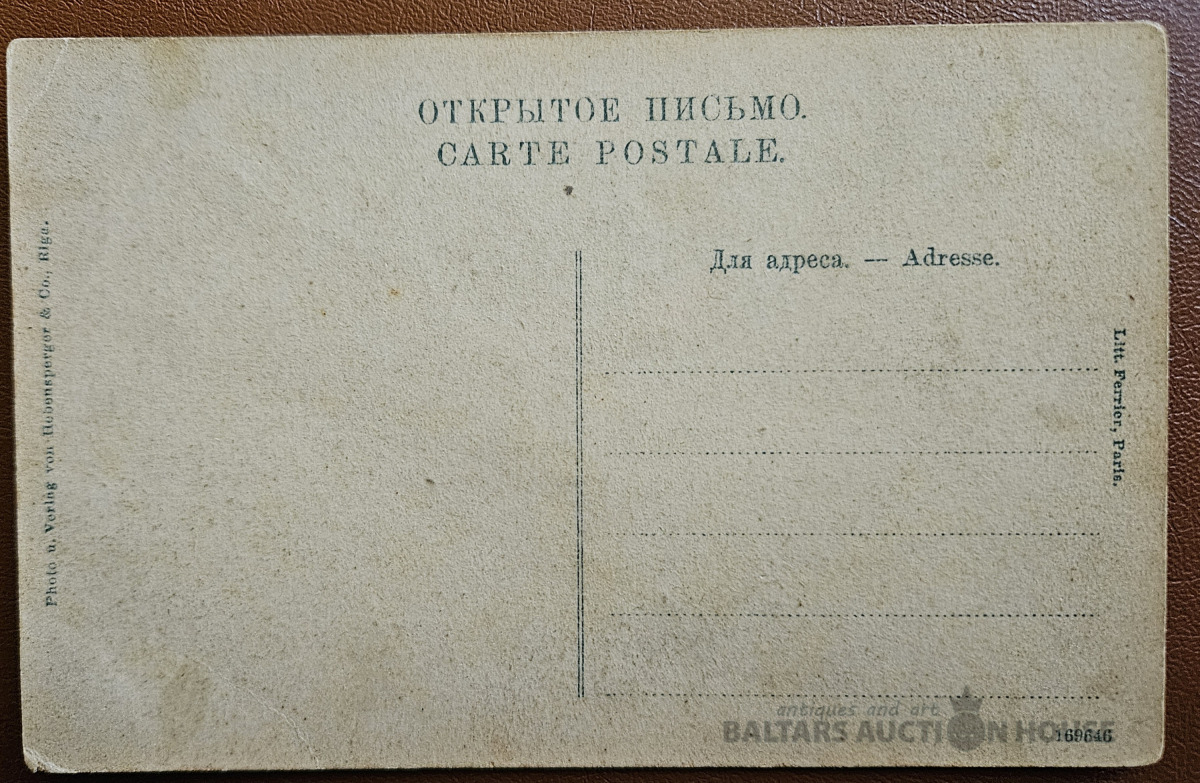 ОТКРЫТОЕ ПИСЬМО.
CARTE POSTALE.
Для адреса. — Adresse.
Photo u. Verlag von Hebensperger & Co., Riga.
Litt. Ferrier, Paris.
antiques and art
BALTARS AUCTION HOUSE
169646